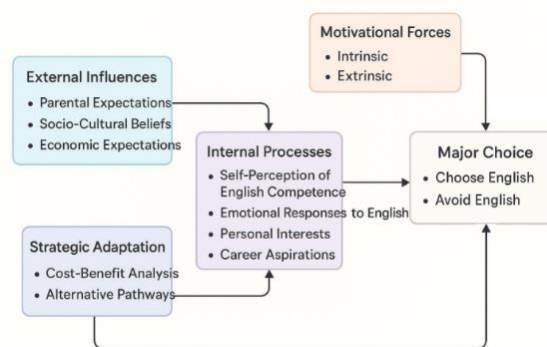 Motivational Forces
• Intrinsic
• Extrinsic
External Influences
• Parental Expectations
• Socio-Cultural Beliefs
• Economic Expectations
Internal Processes
• Self-Perception of
English Competence
• Emotional Responses to English
• Personal Interests
• Career Aspirations
Major Choice
• Choose English
• Avoid English
Strategic Adaptation
• Cost-Benefit Analysis
• Alternative Pathways